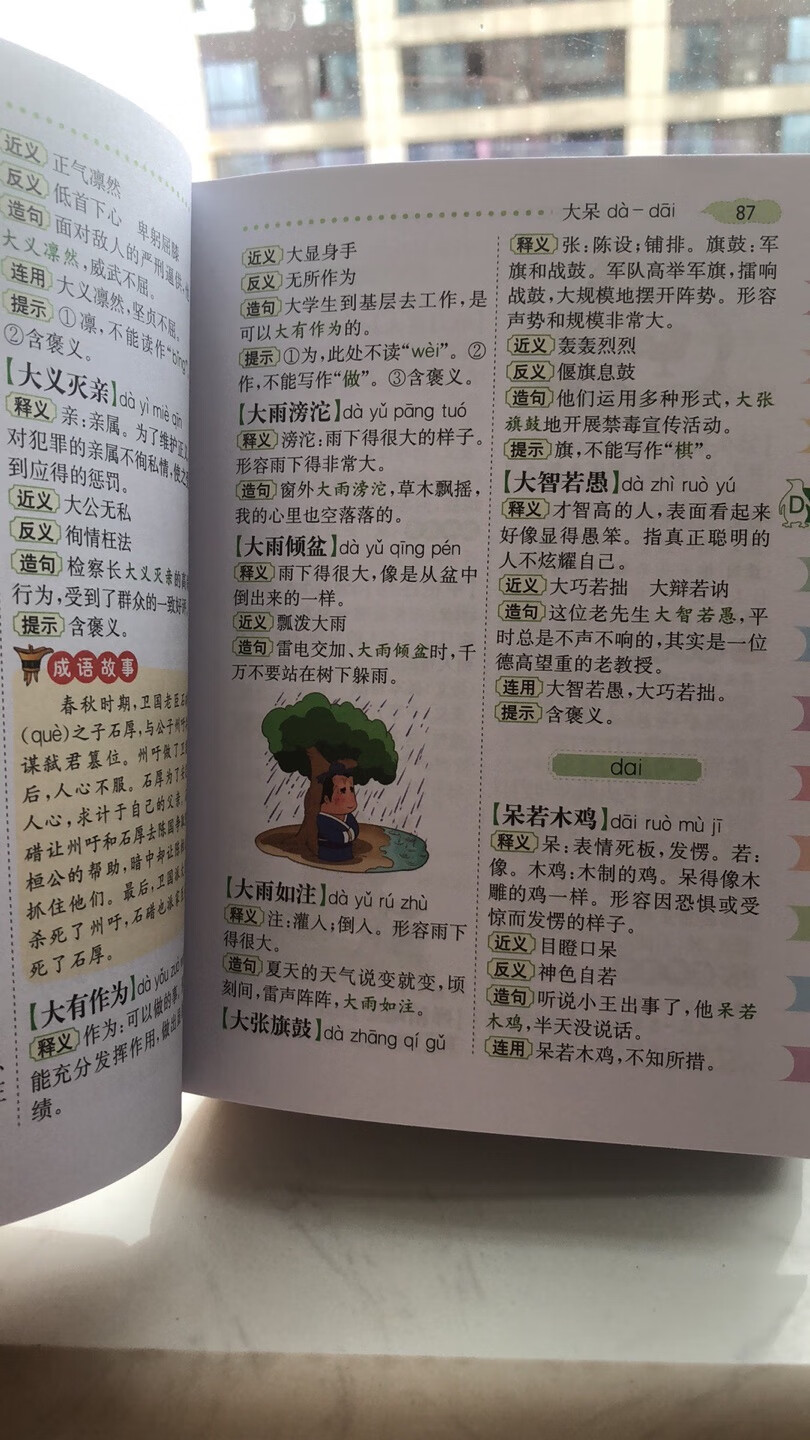 近义 正气凛然
反义 低首下心 卑躬屈膝
造句 面对敌人的严刑逼供,他
大义凛然,威武不屈。
连用 大义凛然,坚贞不屈。
提示 ①凛,不能读作“bǐng”
②含褒义。
【大义灭亲】dà yì miè qīn
释义 亲:亲属。为了维护正义
对犯罪的亲属不徇私情,使之
到应得的惩罚。
近义 大公无私
反义 徇情枉法
造句 检察长大义灭亲的高
行为,受到了群众的一致好评
提示 含褒义。
成语故事
春秋时期,卫国老臣石
(què)之子石厚,与公子州吁
谋弑君篡位。州吁做了卫
后,人心不服。石厚为了
人心,求计于自己的父亲。
碏让州吁和石厚去陈国
桓公的帮助,暗中却让陈
抓住他们。最后,卫国派
杀死了州吁,石碏也派家
死了石厚。
【大有作为】dà yǒu zuò
释义 作为:可以做的事。
能充分发挥作用,做出
绩。
大呆 dà-dāi 87
近义 大显身手
反义 无所作为
造句 大学生到基层去工作,是
可以大有作为的。
提示 ①为,此处不读“wèi”。②
作,不能写作“做”。③含褒义。
【大雨滂沱】dà yǔ pāng tuó
释义 滂沱:雨下得很大的样子。
形容雨下得非常大。
造句 窗外大雨滂沱,草木飘摇,
我的心里也空落落的。
【大雨倾盆】dà yǔ qīng pén
释义 雨下得很大,像是从盆中
倒出来的一样。
近义 瓢泼大雨
造句 雷电交加、大雨倾盆时,千
万不要站在树下躲雨。
【大雨如注】dà yǔ rú zhù
释义 注:灌入;倒入。形容雨下
得很大。
造句 夏天的天气说变就变,顷
刻间,雷声阵阵,大雨如注。
【大张旗鼓】dà zhāng qí gǔ
释义 张:陈设;铺排。旗鼓:军
旗和战鼓。军队高举军旗,擂响
战鼓,大规模地摆开阵势。形容
声势和规模非常大。
近义 轰轰烈烈
反义 偃旗息鼓
造句 他们运用多种形式,大张
旗鼓地开展禁毒宣传活动。
提示 旗,不能写作“棋”。
【大智若愚】dà zhì ruò yú
释义 才智高的人,表面看起来
好像显得愚笨。指真正聪明的
人不炫耀自己。
近义 大巧若拙 大辩若讷
造句 这位老先生大智若愚,平
时总是不声不响的,其实是一位
德高望重的老教授。
连用 大智若愚,大巧若拙。
提示 含褒义。
dai
【呆若木鸡】dāi ruò mù jī
释义 呆:表情死板,发愣。若:
像。木鸡:木制的鸡。呆得像木
雕的鸡一样。形容因恐惧或受
惊而发愣的样子。
近义 目瞪口呆
反义 神色自若
造句 听说小王出事了,他呆若
木鸡,半天没说话。
连用 呆若木鸡,不知所措。
D